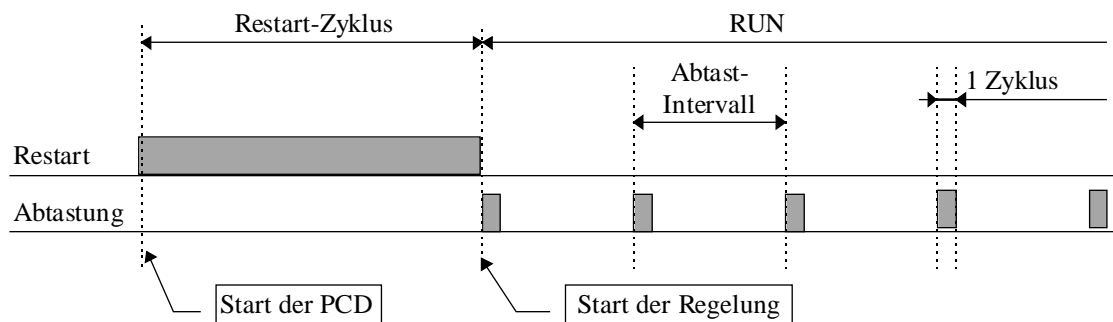 Restart-Zyklus
RUN
Abtast-
Intervall
1 Zyklus
Restart
Abtastung
Start der PCD
Start der Regelung